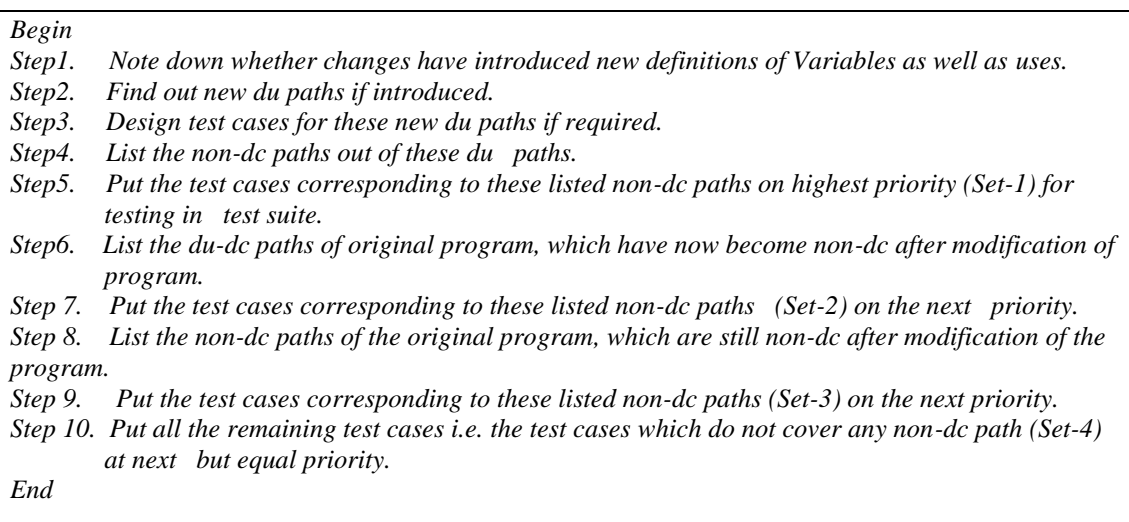 Begin
Step1. Note down whether changes have introduced new definitions of Variables as well as uses.
Step2. Find out new du paths if introduced.
Step3. Design test cases for these new du paths if required.
Step4. List the non-dc paths out of these du paths.
Step5. Put the test cases corresponding to these listed non-dc paths on highest priority (Set-1) for
testing in test suite.
Step6. List the du-dc paths of original program, which have now become non-dc after modification of
program.
Step 7. Put the test cases corresponding to these listed non-dc paths (Set-2) on the next priority.
Step 8. List the non-dc paths of the original program, which are still non-dc after modification of the
program.
Step 9. Put the test cases corresponding to these listed non-dc paths (Set-3) on the next priority.
Step 10. Put all the remaining test cases i.e. the test cases which do not cover any non-dc path (Set-4)
at next but equal priority.
End